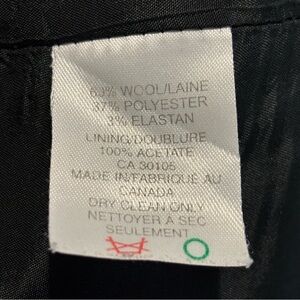 60% WOOL/LAINE
37% POLYESTER
3% ELASTAN
LINING/DOUBLURE
100% ACETATE
CA 30105
MADE IN/FABRIQUE AU
CANADA
DRY CLEAN ONLY
NETTOYER À SEC
SEULEMENT